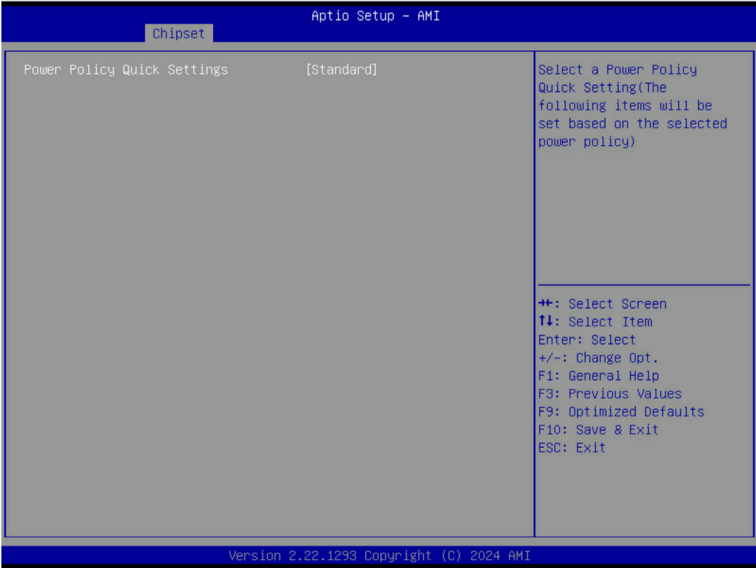 Aptio Setup – AMI
Chipset
Power Policy Quick Settings [Standard]
Select a Power Policy
Quick Setting(The
following items will be
set based on the selected
power policy)
→←: Select Screen
↑↓: Select Item
Enter: Select
+/-: Change Opt.
F1: General Help
F3: Previous Values
F9: Optimized Defaults
F10: Save & Exit
ESC: Exit
Version 2.22.1293 Copyright (C) 2024 AMI